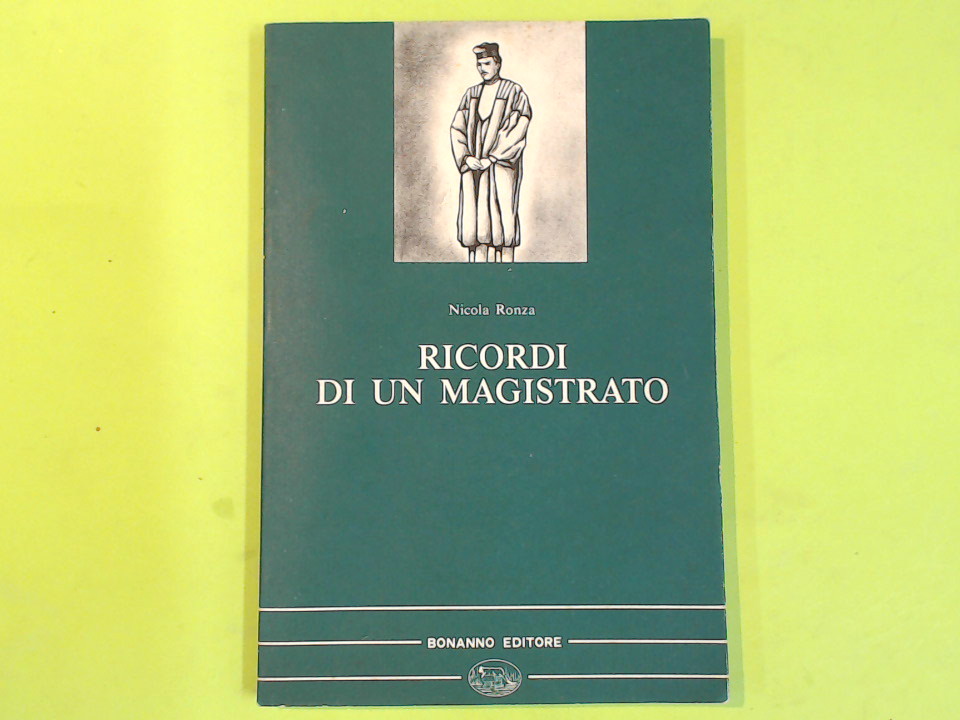 Nicola Ronza
RICORDI
DI UN MAGISTRATO
BONANNO EDITORE